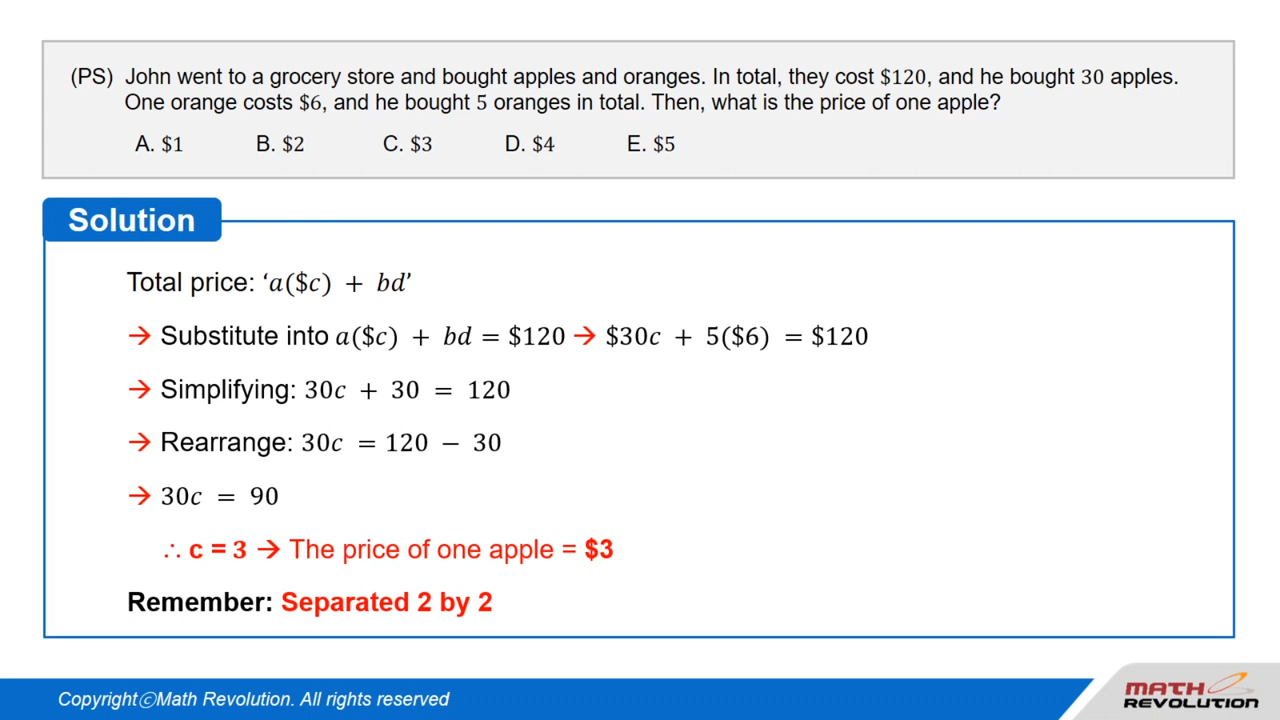 (PS) John went to a grocery store and bought apples and oranges. In total, they cost $120, and he bought 30 apples.
One orange costs $6, and he bought 5 oranges in total. Then, what is the price of one apple?
A. $1 B. $2 C. $3 D. $4 E. $5
Solution
Total price: ‘a($c) + bd’
→ Substitute into a($c) + bd = $120 → $30c + 5($6) = $120
→ Simplifying: 30c + 30 = 120
→ Rearrange: 30c = 120 − 30
→ 30c = 90
∴ c = 3 → The price of one apple = $3
Remember: Separated 2 by 2
CopyrightⓒMath Revolution. All rights reserved
MATH
REVOLUTION